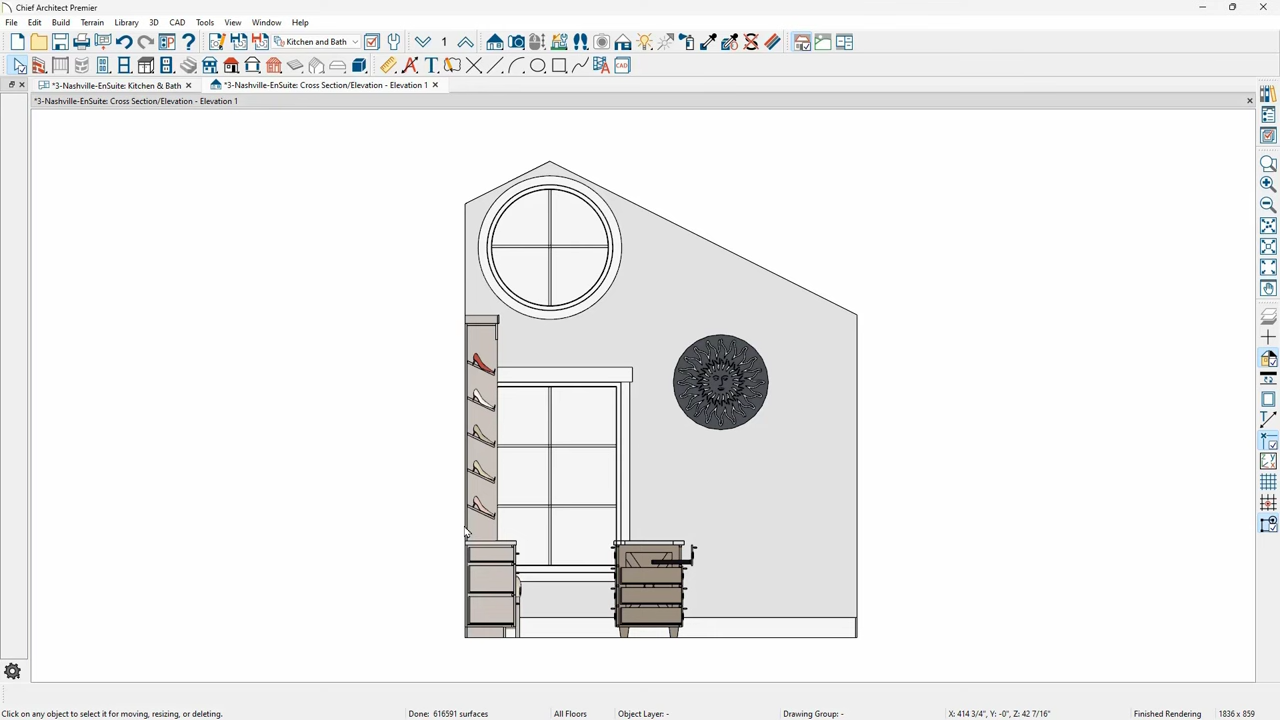 Chief Architect Premier
File Edit Build Terrain Library 3D CAD Tools View Window Help
Kitchen and Bath 1
*3-Nashville-EnSuite: Kitchen & Bath *3-Nashville-EnSuite: Cross Section/Elevation - Elevation 1
*3-Nashville-EnSuite: Cross Section/Elevation - Elevation 1
Click on any object to select it for moving, resizing, or deleting. Done: 616591 surfaces All Floors Object Layer: - Drawing Group: - X: 414 3/4", Y: -0", Z: 42 7/16" Finished Rendering 1836 x 859